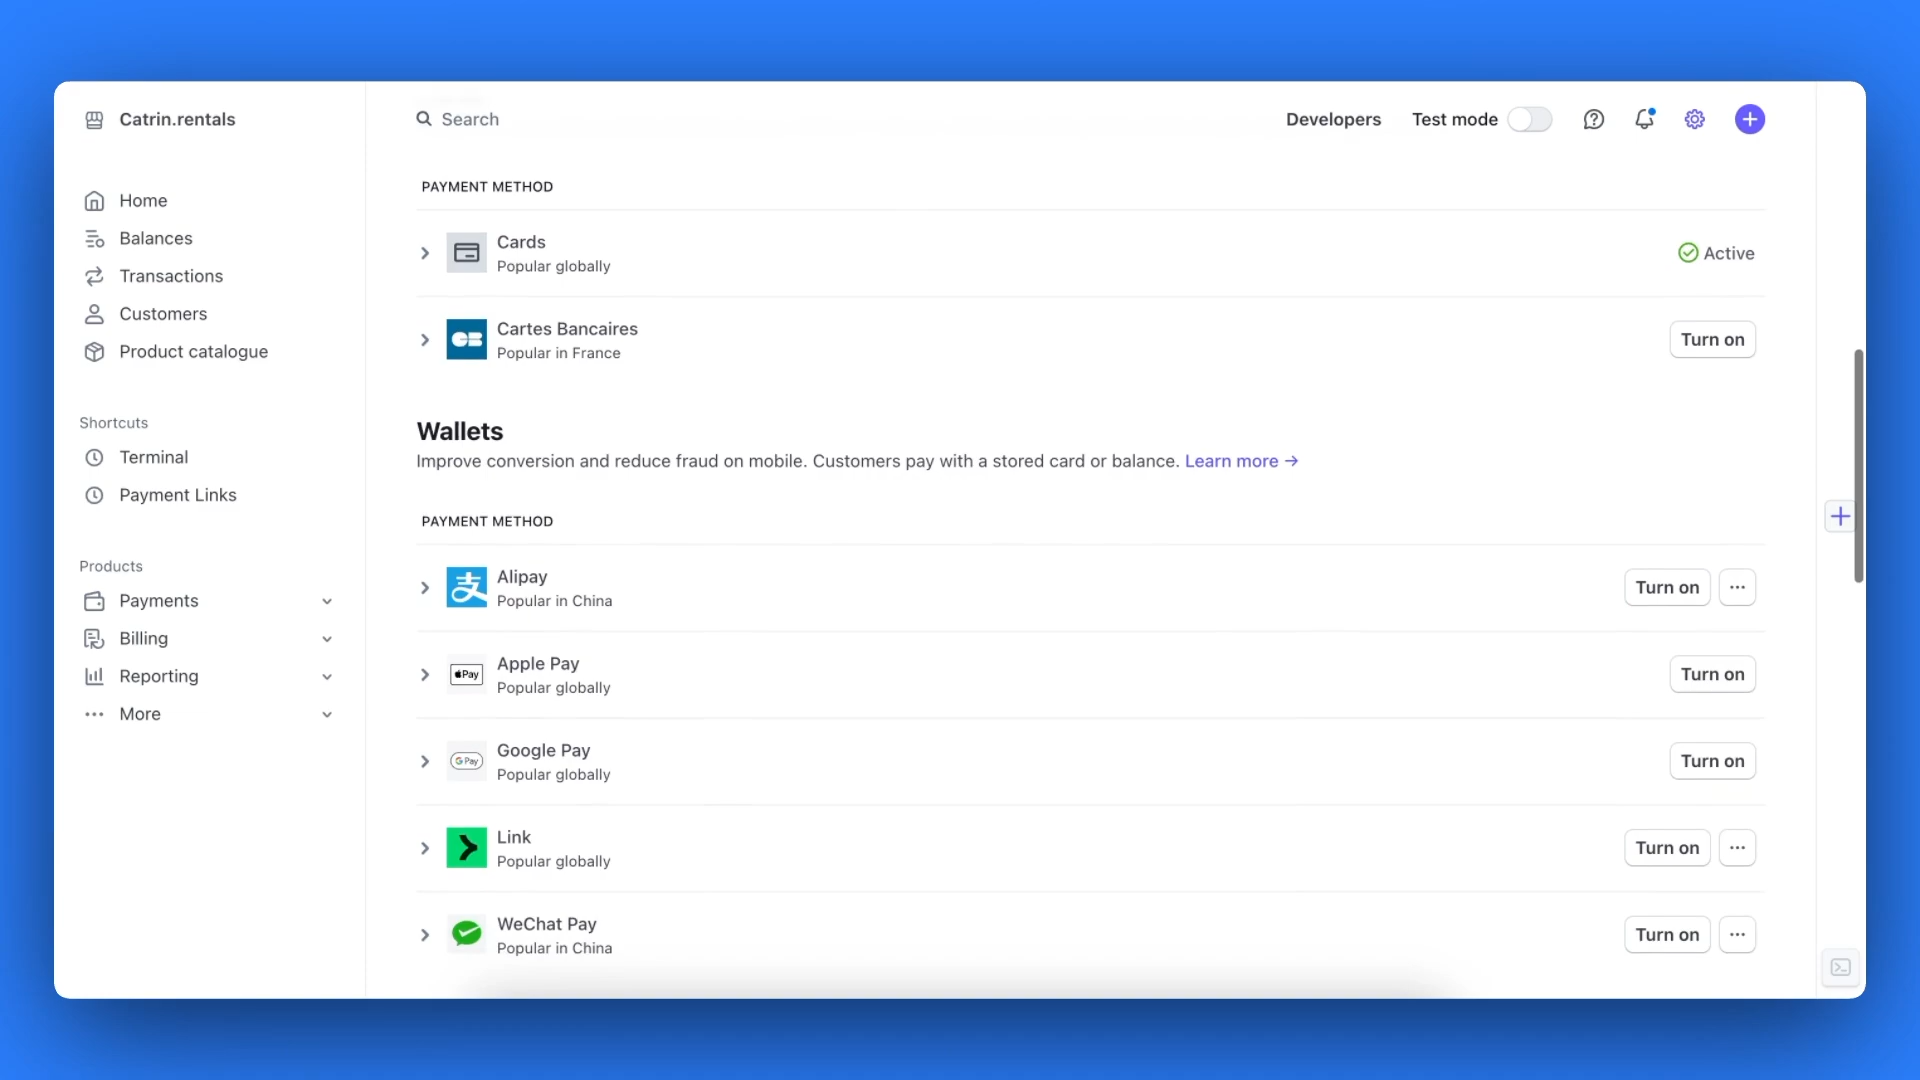 Catrin.rentals
Search
Developers
Test mode
Home
Balances
Transactions
Customers
Product catalogue
Shortcuts
Terminal
Payment Links
Products
Payments
Billing
Reporting
More
PAYMENT METHOD
Cards
Popular globally
Active
CB
Cartes Bancaires
Popular in France
Turn on
Wallets
Improve conversion and reduce fraud on mobile. Customers pay with a stored card or balance. Learn more →
PAYMENT METHOD
支
Alipay
Popular in China
Turn on
Pay
Apple Pay
Popular globally
Turn on
G Pay
Google Pay
Popular globally
Turn on
Link
Popular globally
Turn on
WeChat Pay
Popular in China
Turn on